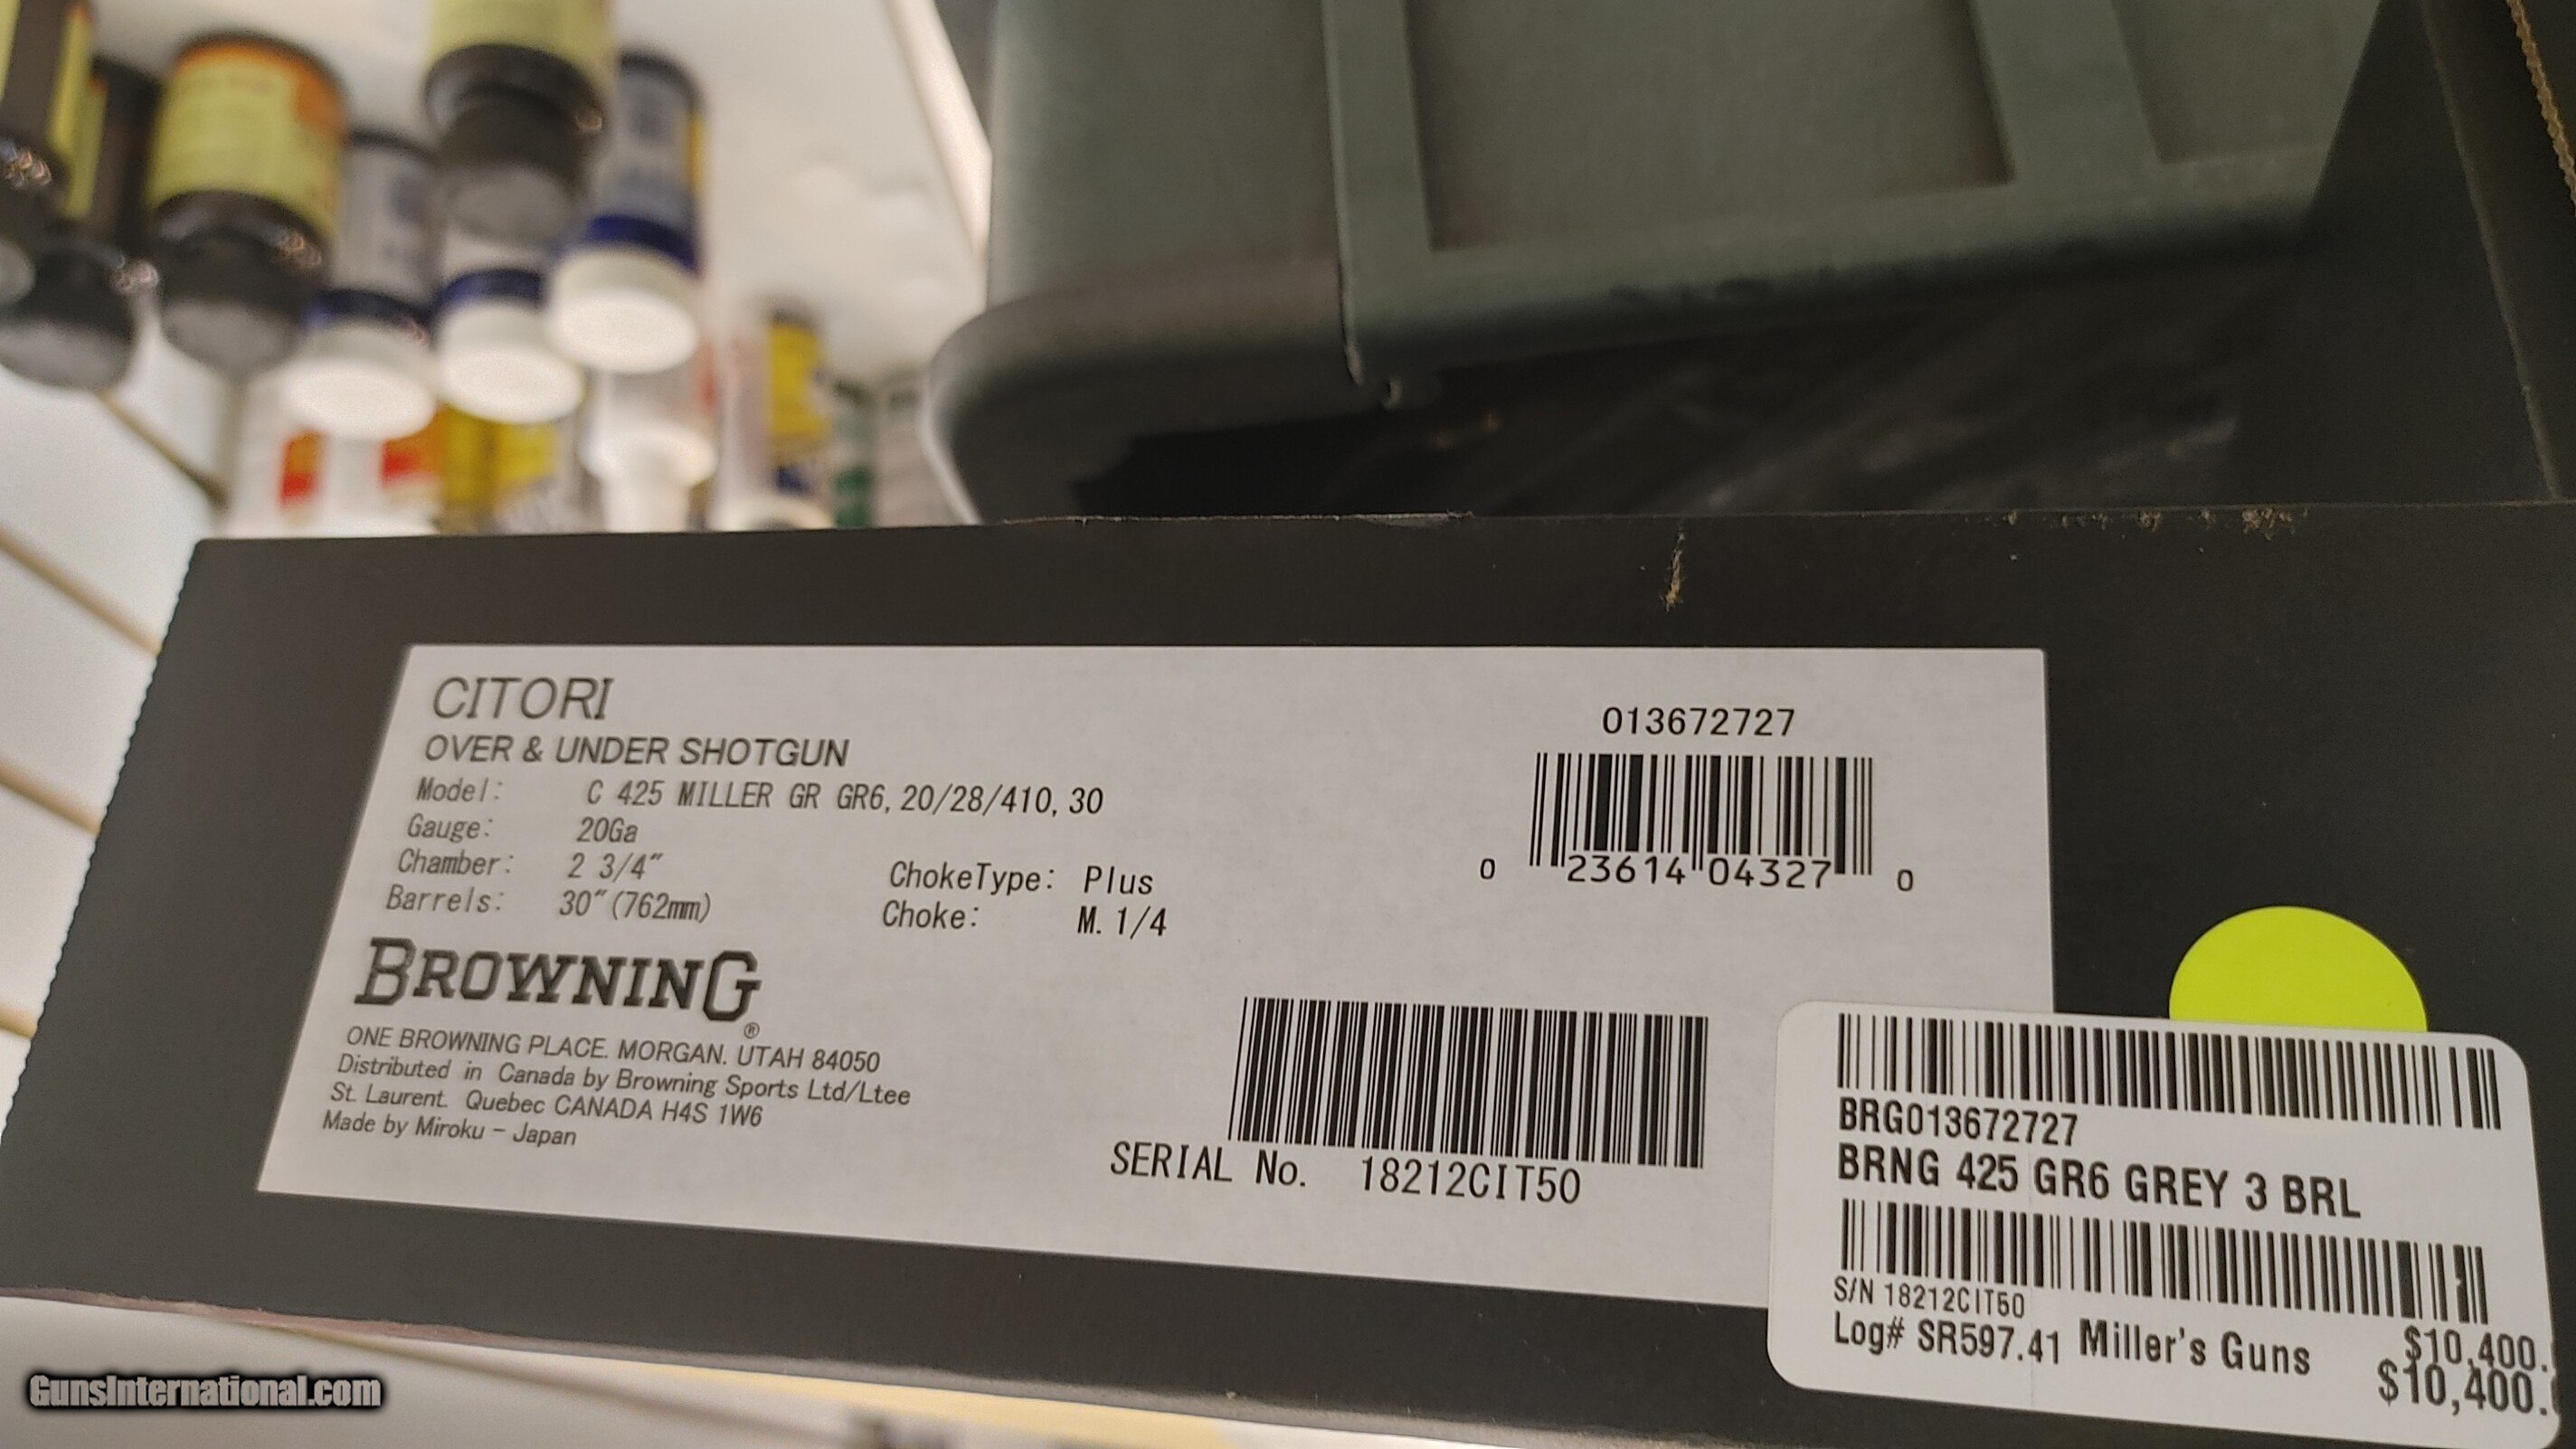 CITORI
OVER & UNDER SHOTGUN
Model: C 425 MILLER GR GR6, 20/28/410, 30
Gauge: 20Ga
Chamber: 2 3/4"
Barrels: 30"(762mm)
ChokeType: Plus
Choke: M. 1/4
BROWNING®
ONE BROWNING PLACE. MORGAN. UTAH 84050
Distributed in Canada by Browning Sports Ltd/Ltee
St. Laurent. Quebec CANADA H4S 1W6
Made by Miroku - Japan
013672727
0 23614 04327 0
SERIAL No. 18212CIT50
BRG013672727
BRNG 425 GR6 GREY 3 BRL
S/N 18212CIT50
Log# SR597.41 Miller's Guns
$10,400.
$10,400.
GunsInternational.com